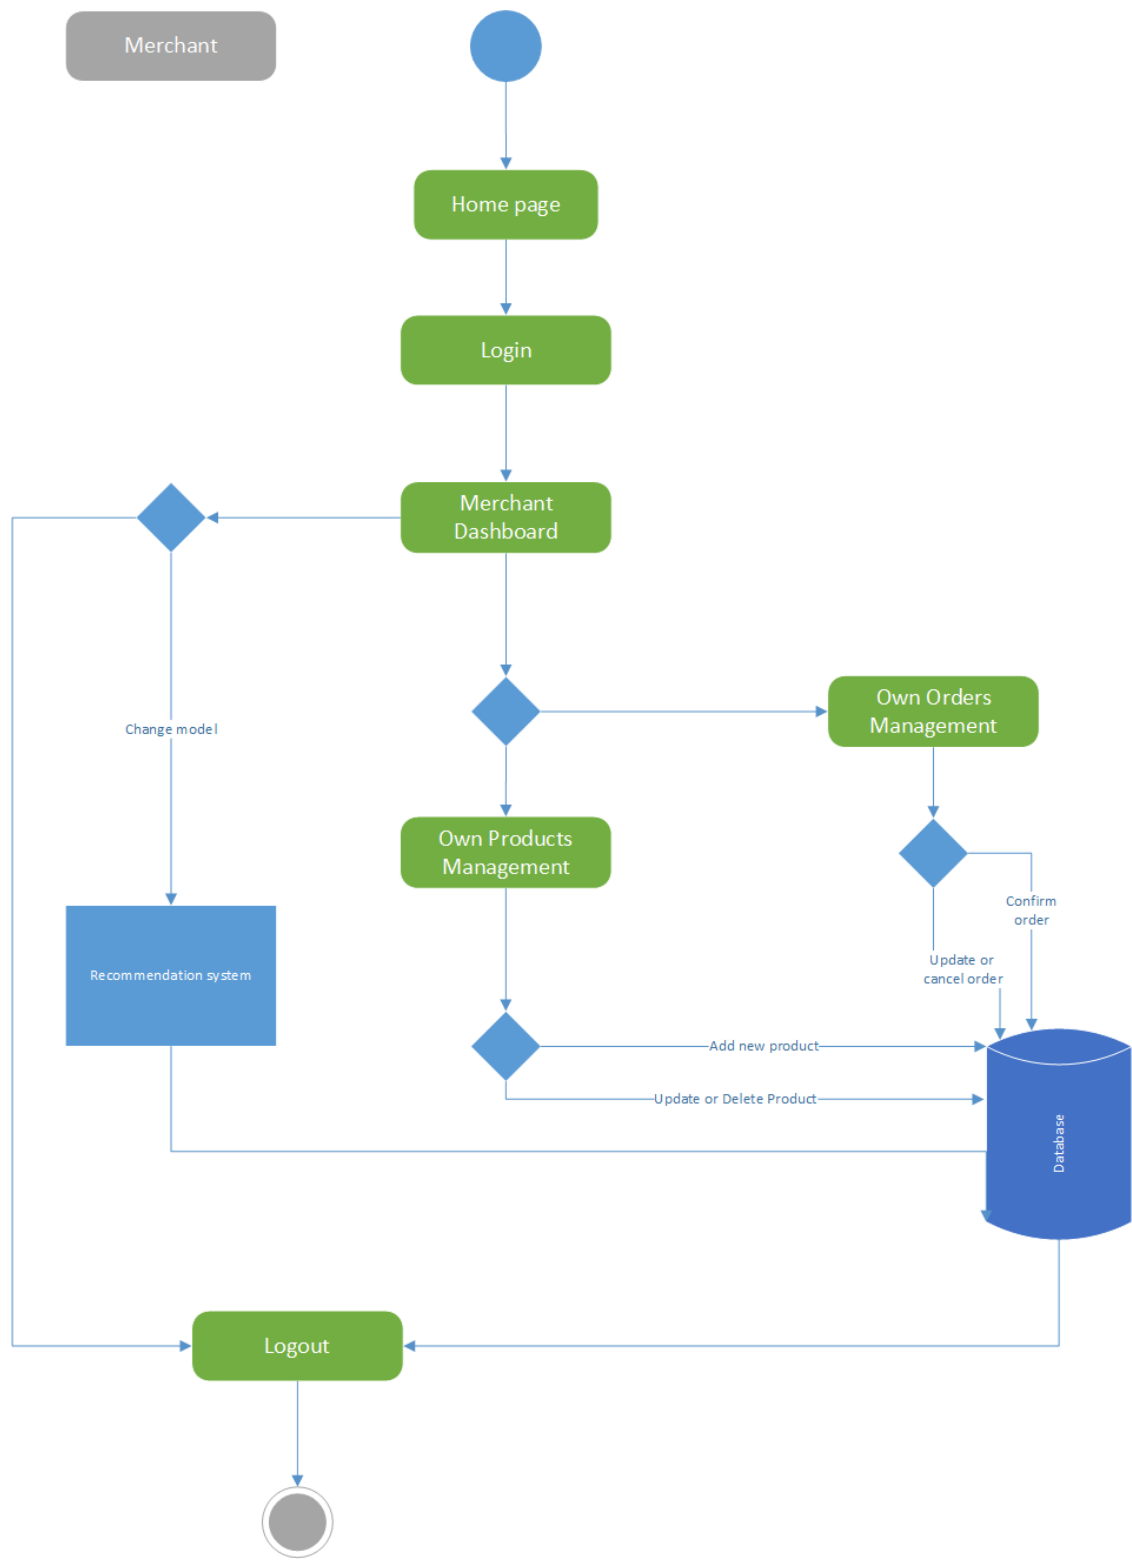 Merchant
Home page
Login
Merchant
Dashboard
Own Orders
Management
Change model
Own Products
Management
Confirm
order
Update or
cancel order
Recommendation system
Add new product
Update or Delete Product
Database
Logout